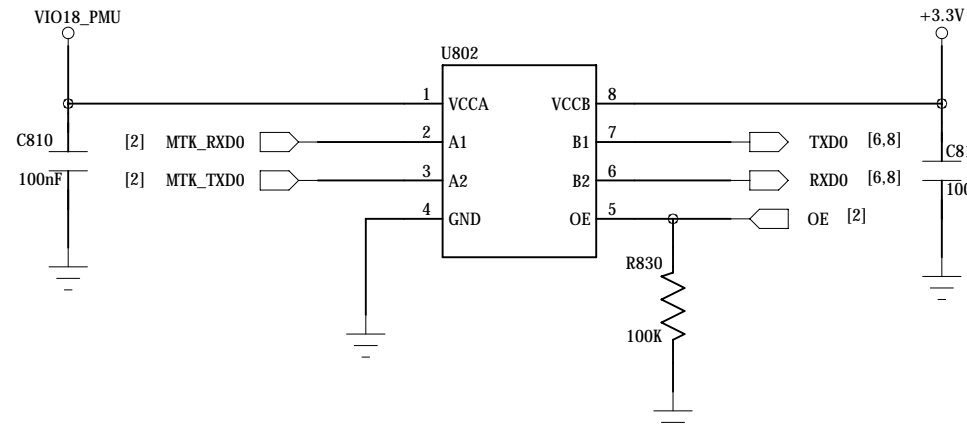 VIO18_PMU
+3.3V
U802
1 VCCA VCCB 8
C810 [2] MTK_RXD0 2 A1 B1 7 TXD0 [6,8]
100nF [2] MTK_TXD0 3 A2 B2 6 RXD0 [6,8]
4 GND OE 5 OE [2]
R830
100K